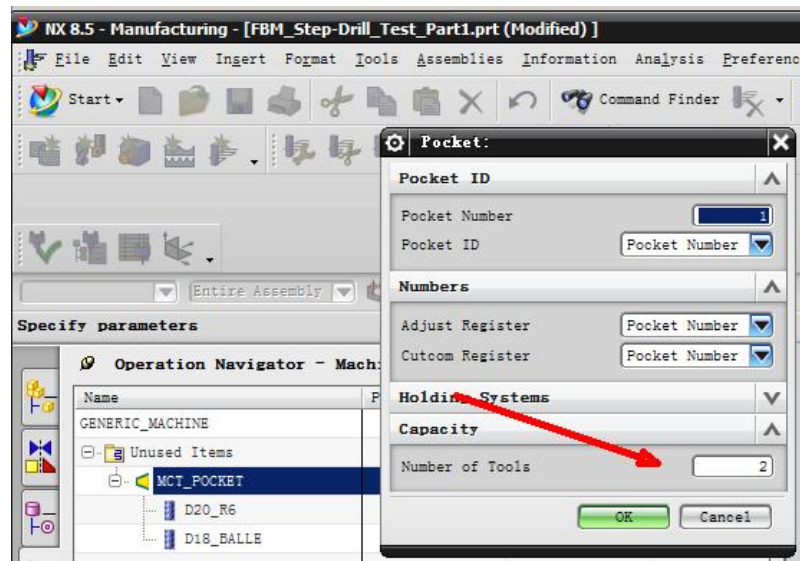 NX 8.5 - Manufacturing - [FBM_Step-Drill_Test_Part1.prt (Modified) ]
File Edit View Insert Format Tools Assemblies Information Analysis Preferenc
Start Command Finder
Pocket:
Pocket ID
Pocket Number 1
Pocket ID Pocket Number
Entire Assembly
Numbers
Specify parameters
Adjust Register Pocket Number
Cutcom Register Pocket Number
Operation Navigator - Machi
Name P
Holding Systems
GENERIC_MACHINE
Capacity
Unused Items
Number of Tools 2
MCT_POCKET
D20_R6
OK Cancel
D18_BALLE